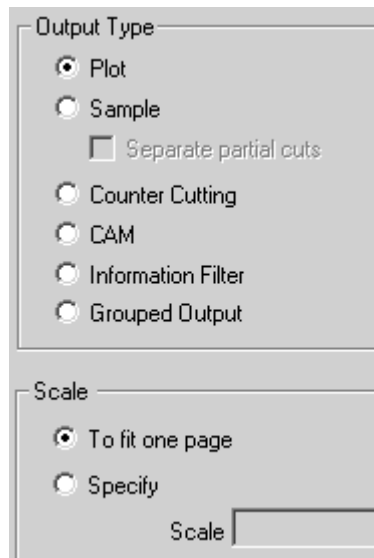 Output Type
Plot
Sample
Separate partial cuts
Counter Cutting
CAM
Information Filter
Grouped Output
Scale
To fit one page
Specify
Scale